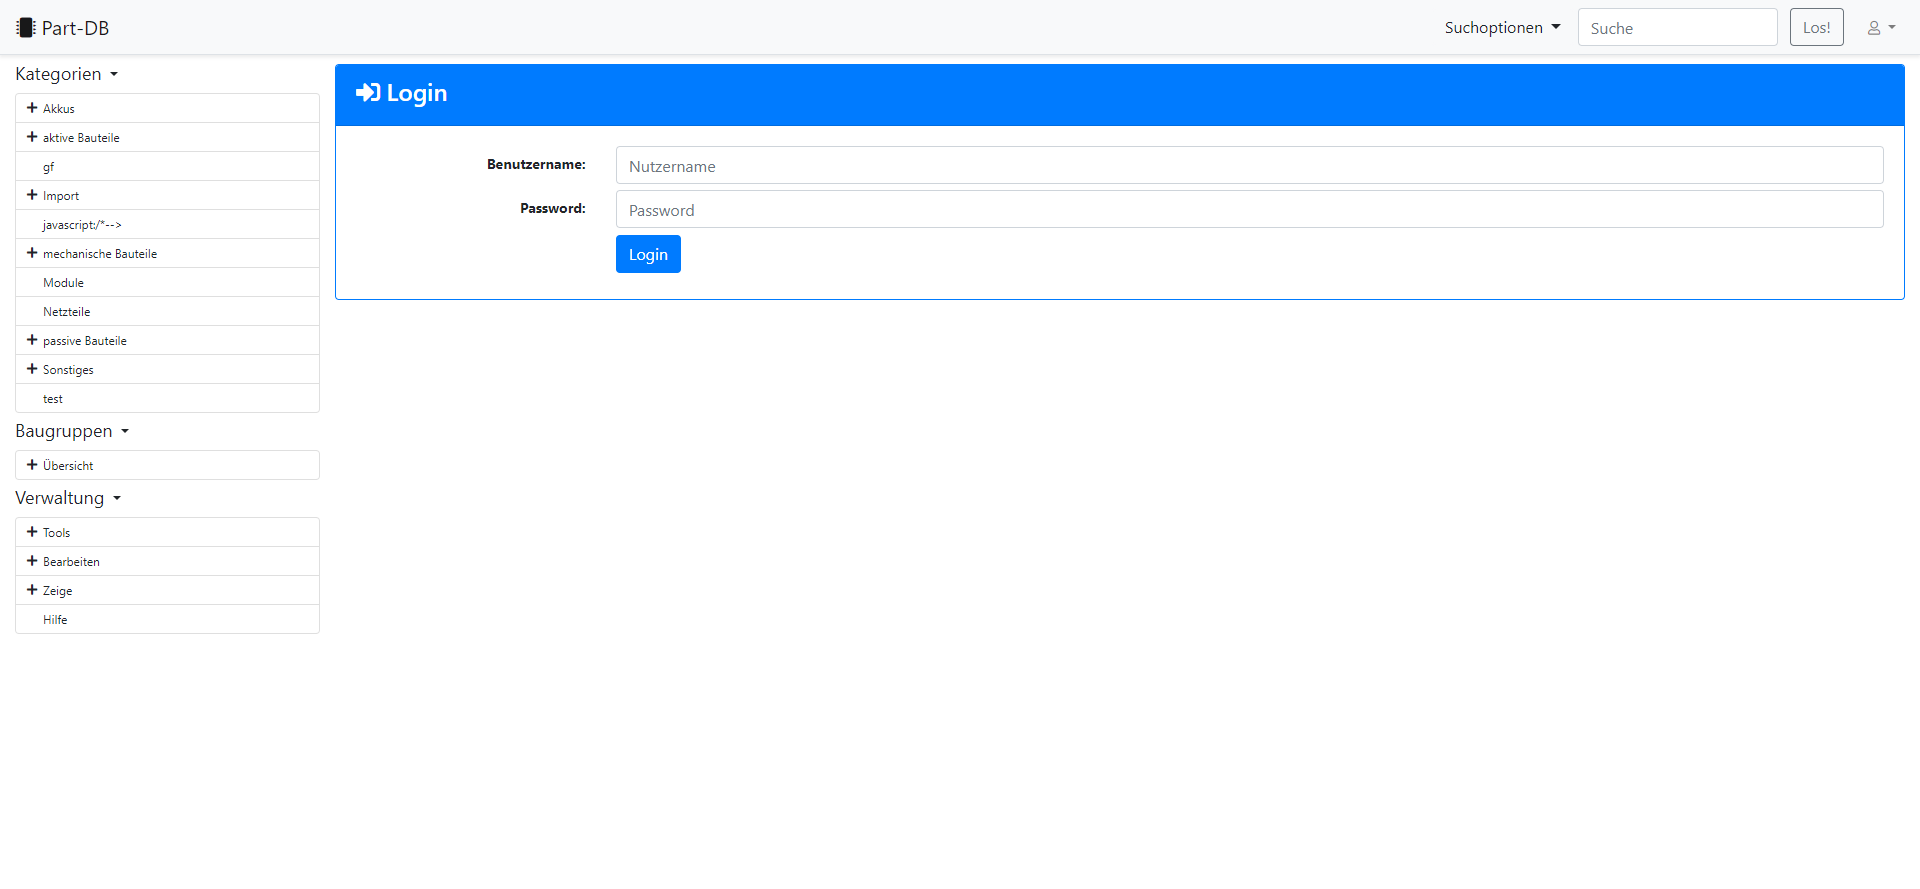 Part-DB
Suchoptionen
Suche
Los!
Kategorien
Akkus
aktive Bauteile
gf
Import
javascript:/*-->
mechanische Bauteile
Module
Netzteile
passive Bauteile
Sonstiges
test
Baugruppen
Übersicht
Verwaltung
Tools
Bearbeiten
Zeige
Hilfe
Login
Benutzername:
Nutzername
Password:
Password
Login